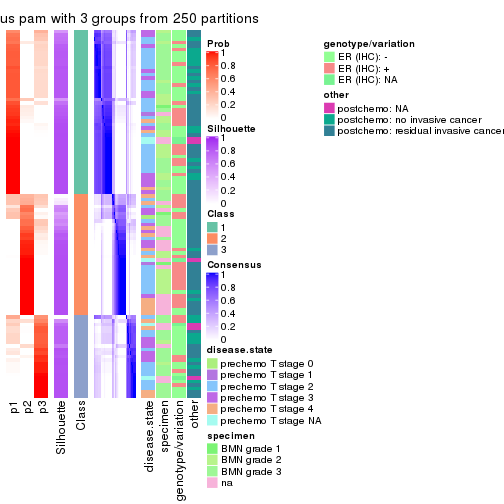 us pam with 3 groups from 250 partitions
Prob
1
0.8
0.6
0.4
0.2
0
Silhouette
1
0.8
0.6
0.4
0.2
0
Class
1
2
3
Consensus
1
0.8
0.6
0.4
0.2
0
disease.state
prechemo T stage 0
prechemo T stage 1
prechemo T stage 2
prechemo T stage 3
prechemo T stage 4
prechemo T stage NA
specimen
BMN grade 1
BMN grade 2
BMN grade 3
na
genotype/variation
ER (IHC): -
ER (IHC): +
ER (IHC): NA
other
postchemo: NA
postchemo: no invasive cancer
postchemo: residual invasive cancer
p1
p2
p3
Silhouette
Class
disease.state
specimen
genotype/variation
other